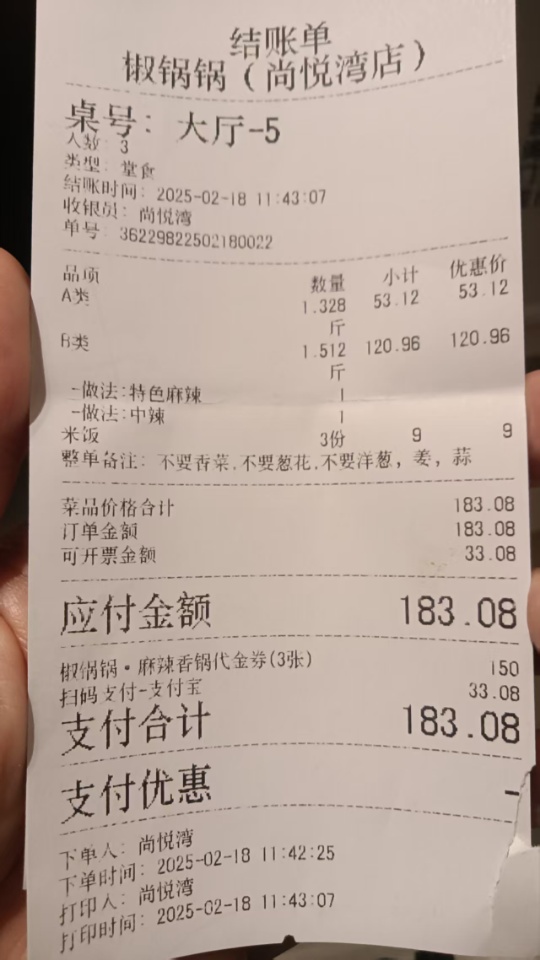 结账单
椒锅锅（尚悦湾店）
桌号: 大厅-5
人数: 3
类型: 堂食
结账时间: 2025-02-18 11:43:07
收银员: 尚悦湾
单号: 36229822502180022
品项 数量 小计 优惠价
A类 1.328 53.12 53.12
斤
B类 1.512 120.96 120.96
斤
-做法:特色麻辣 1
-做法:中辣 1
米饭 3份 9 9
整单备注: 不要香菜,不要葱花,不要洋葱，姜，蒜
菜品价格合计 183.08
订单金额 183.08
可开票金额 33.08
应付金额 183.08
椒锅锅·麻辣香锅代金券(3张) 150
扫码支付-支付宝 33.08
支付合计 183.08
支付优惠 -
下单人: 尚悦湾
下单时间: 2025-02-18 11:42:25
打印人: 尚悦湾
打印时间: 2025-02-18 11:43:07